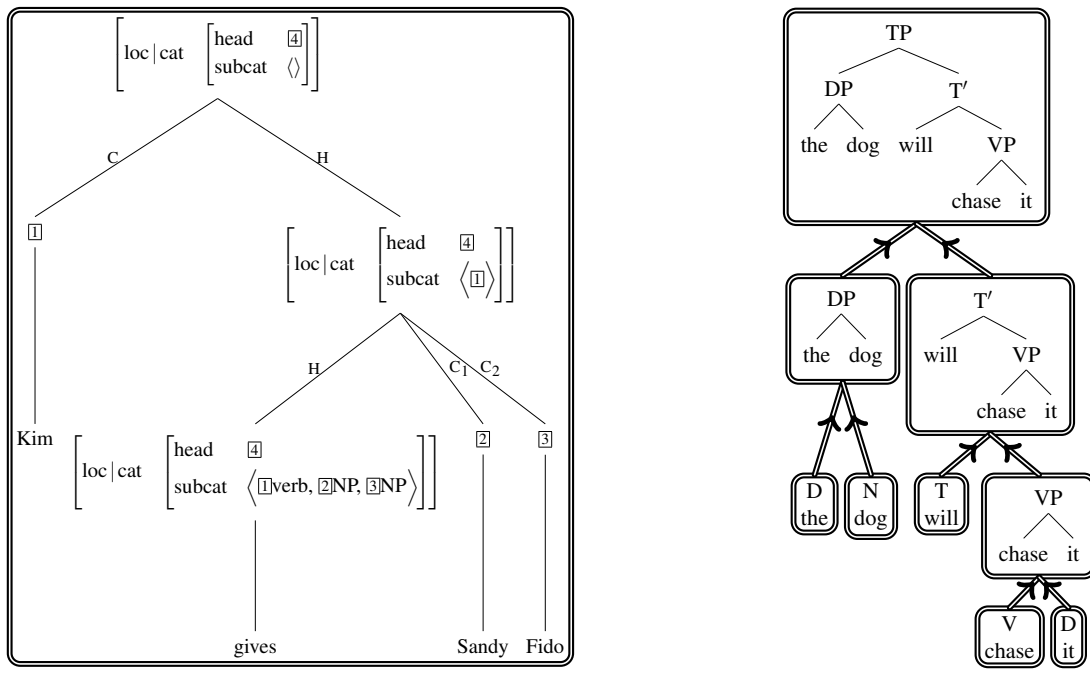 [loc|cat [head 4
subcat ⟨⟩]]
C H
1
[loc|cat [head 4
subcat ⟨1⟩]]
H C1 C2
Kim
[loc|cat [head 4
subcat ⟨1verb, 2NP, 3NP⟩]]
2 3
gives Sandy Fido
TP
DP T′
the dog will VP
chase it
DP T′
the dog will VP
chase it
D N T VP
the dog will
chase it
V D
chase it